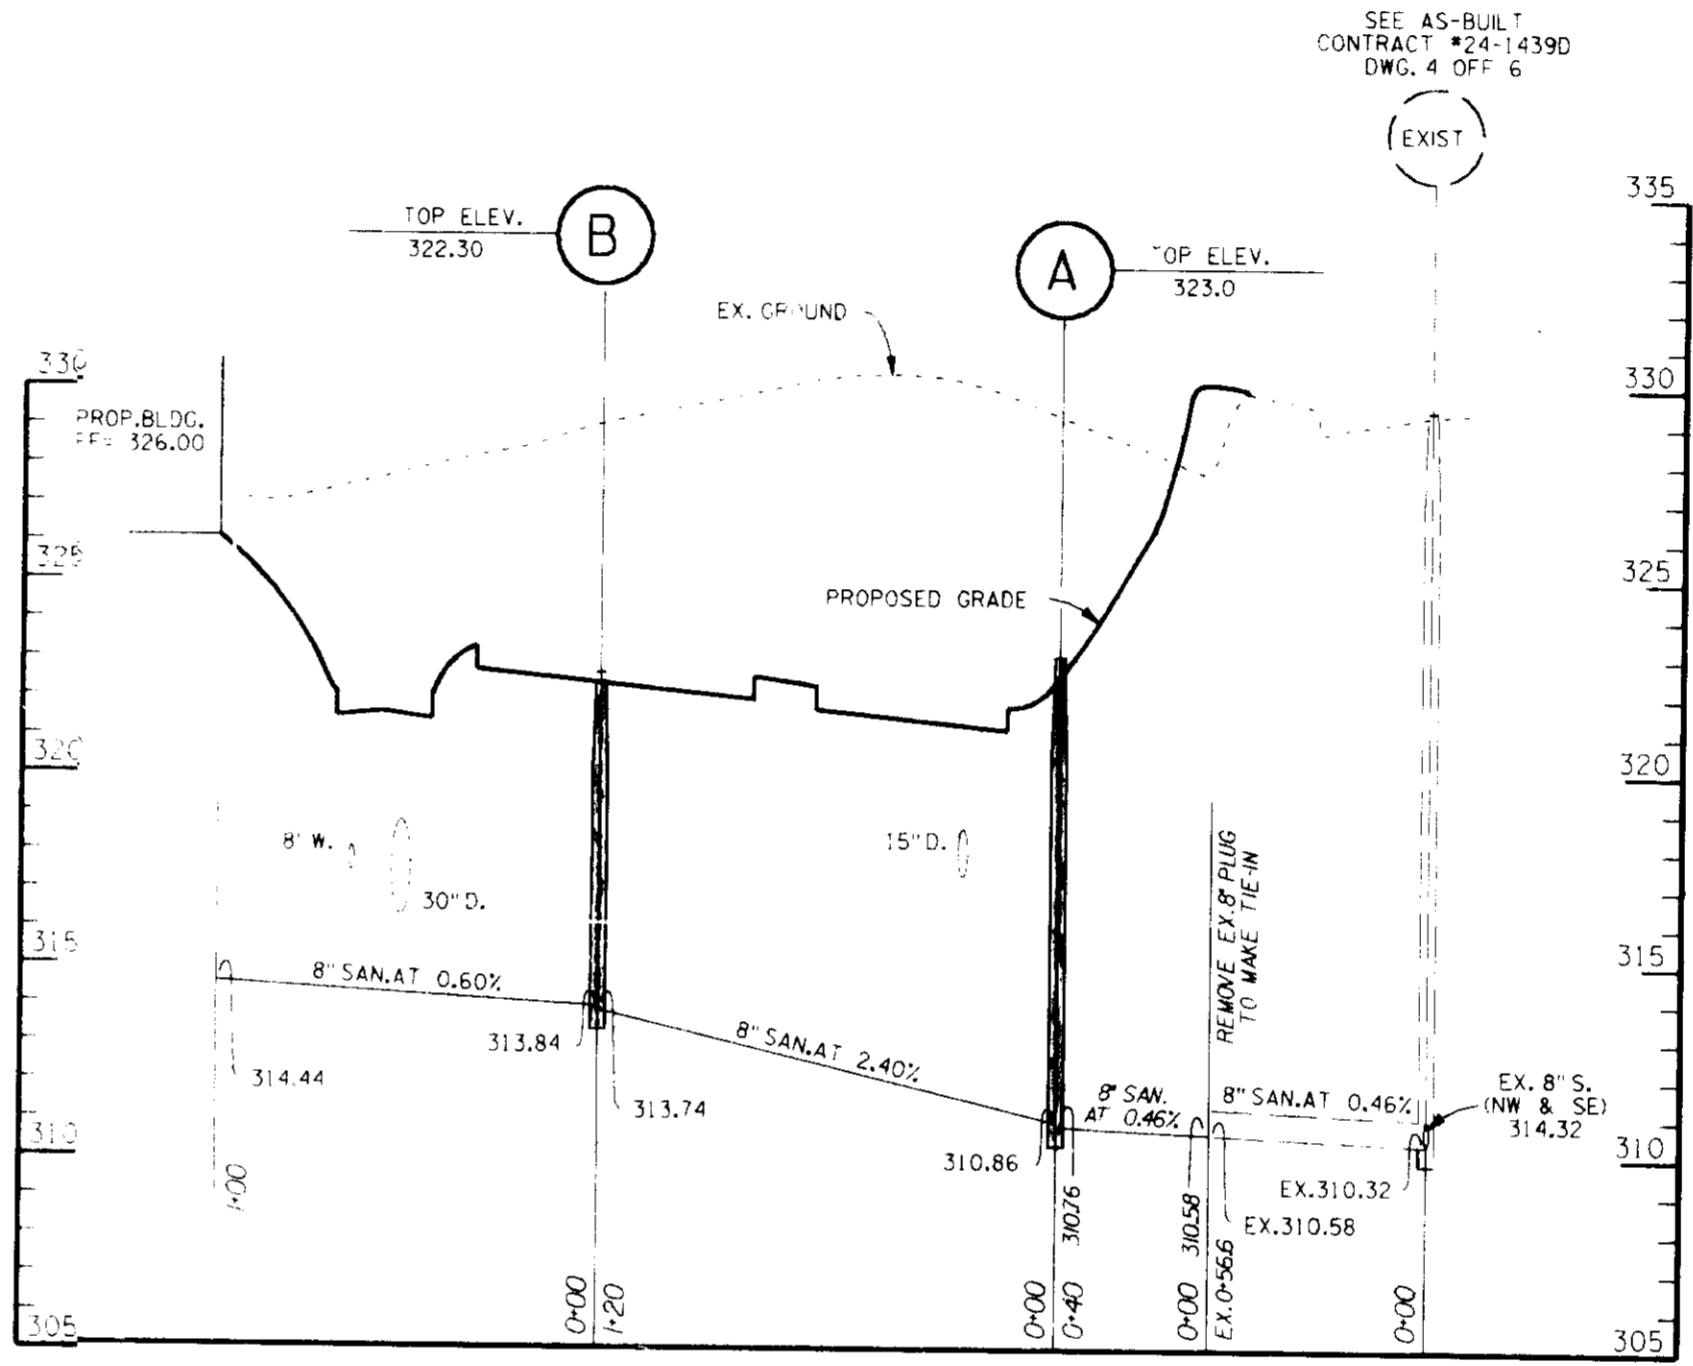 SEE AS-BUILT
CONTRACT #24-1439D
DWG. 4 OFF 6
EXIST
335
TOP ELEV.
322.30
B
A
TOP ELEV.
323.0
EX. GROUND
330
330
PROP.BLDG.
FF= 326.00
325
325
PROPOSED GRADE
320
320
8" W.
30" D.
15" D.
REMOVE EX.8" PLUG
TO MAKE TIE-IN
315
315
8" SAN.AT 0.60%
313.84
314.44
8" SAN.AT 2.40%
313.74
8" SAN.
AT 0.46%
8" SAN.AT 0.46%
EX. 8" S.
(NW & SE)
314.32
310
310
310.86
310.76
310.58
EX.310.32
EX.310.58
1+00
0+00
1+20
0+00
0+40
0+00
EX.0+56.6
0+00
305
305